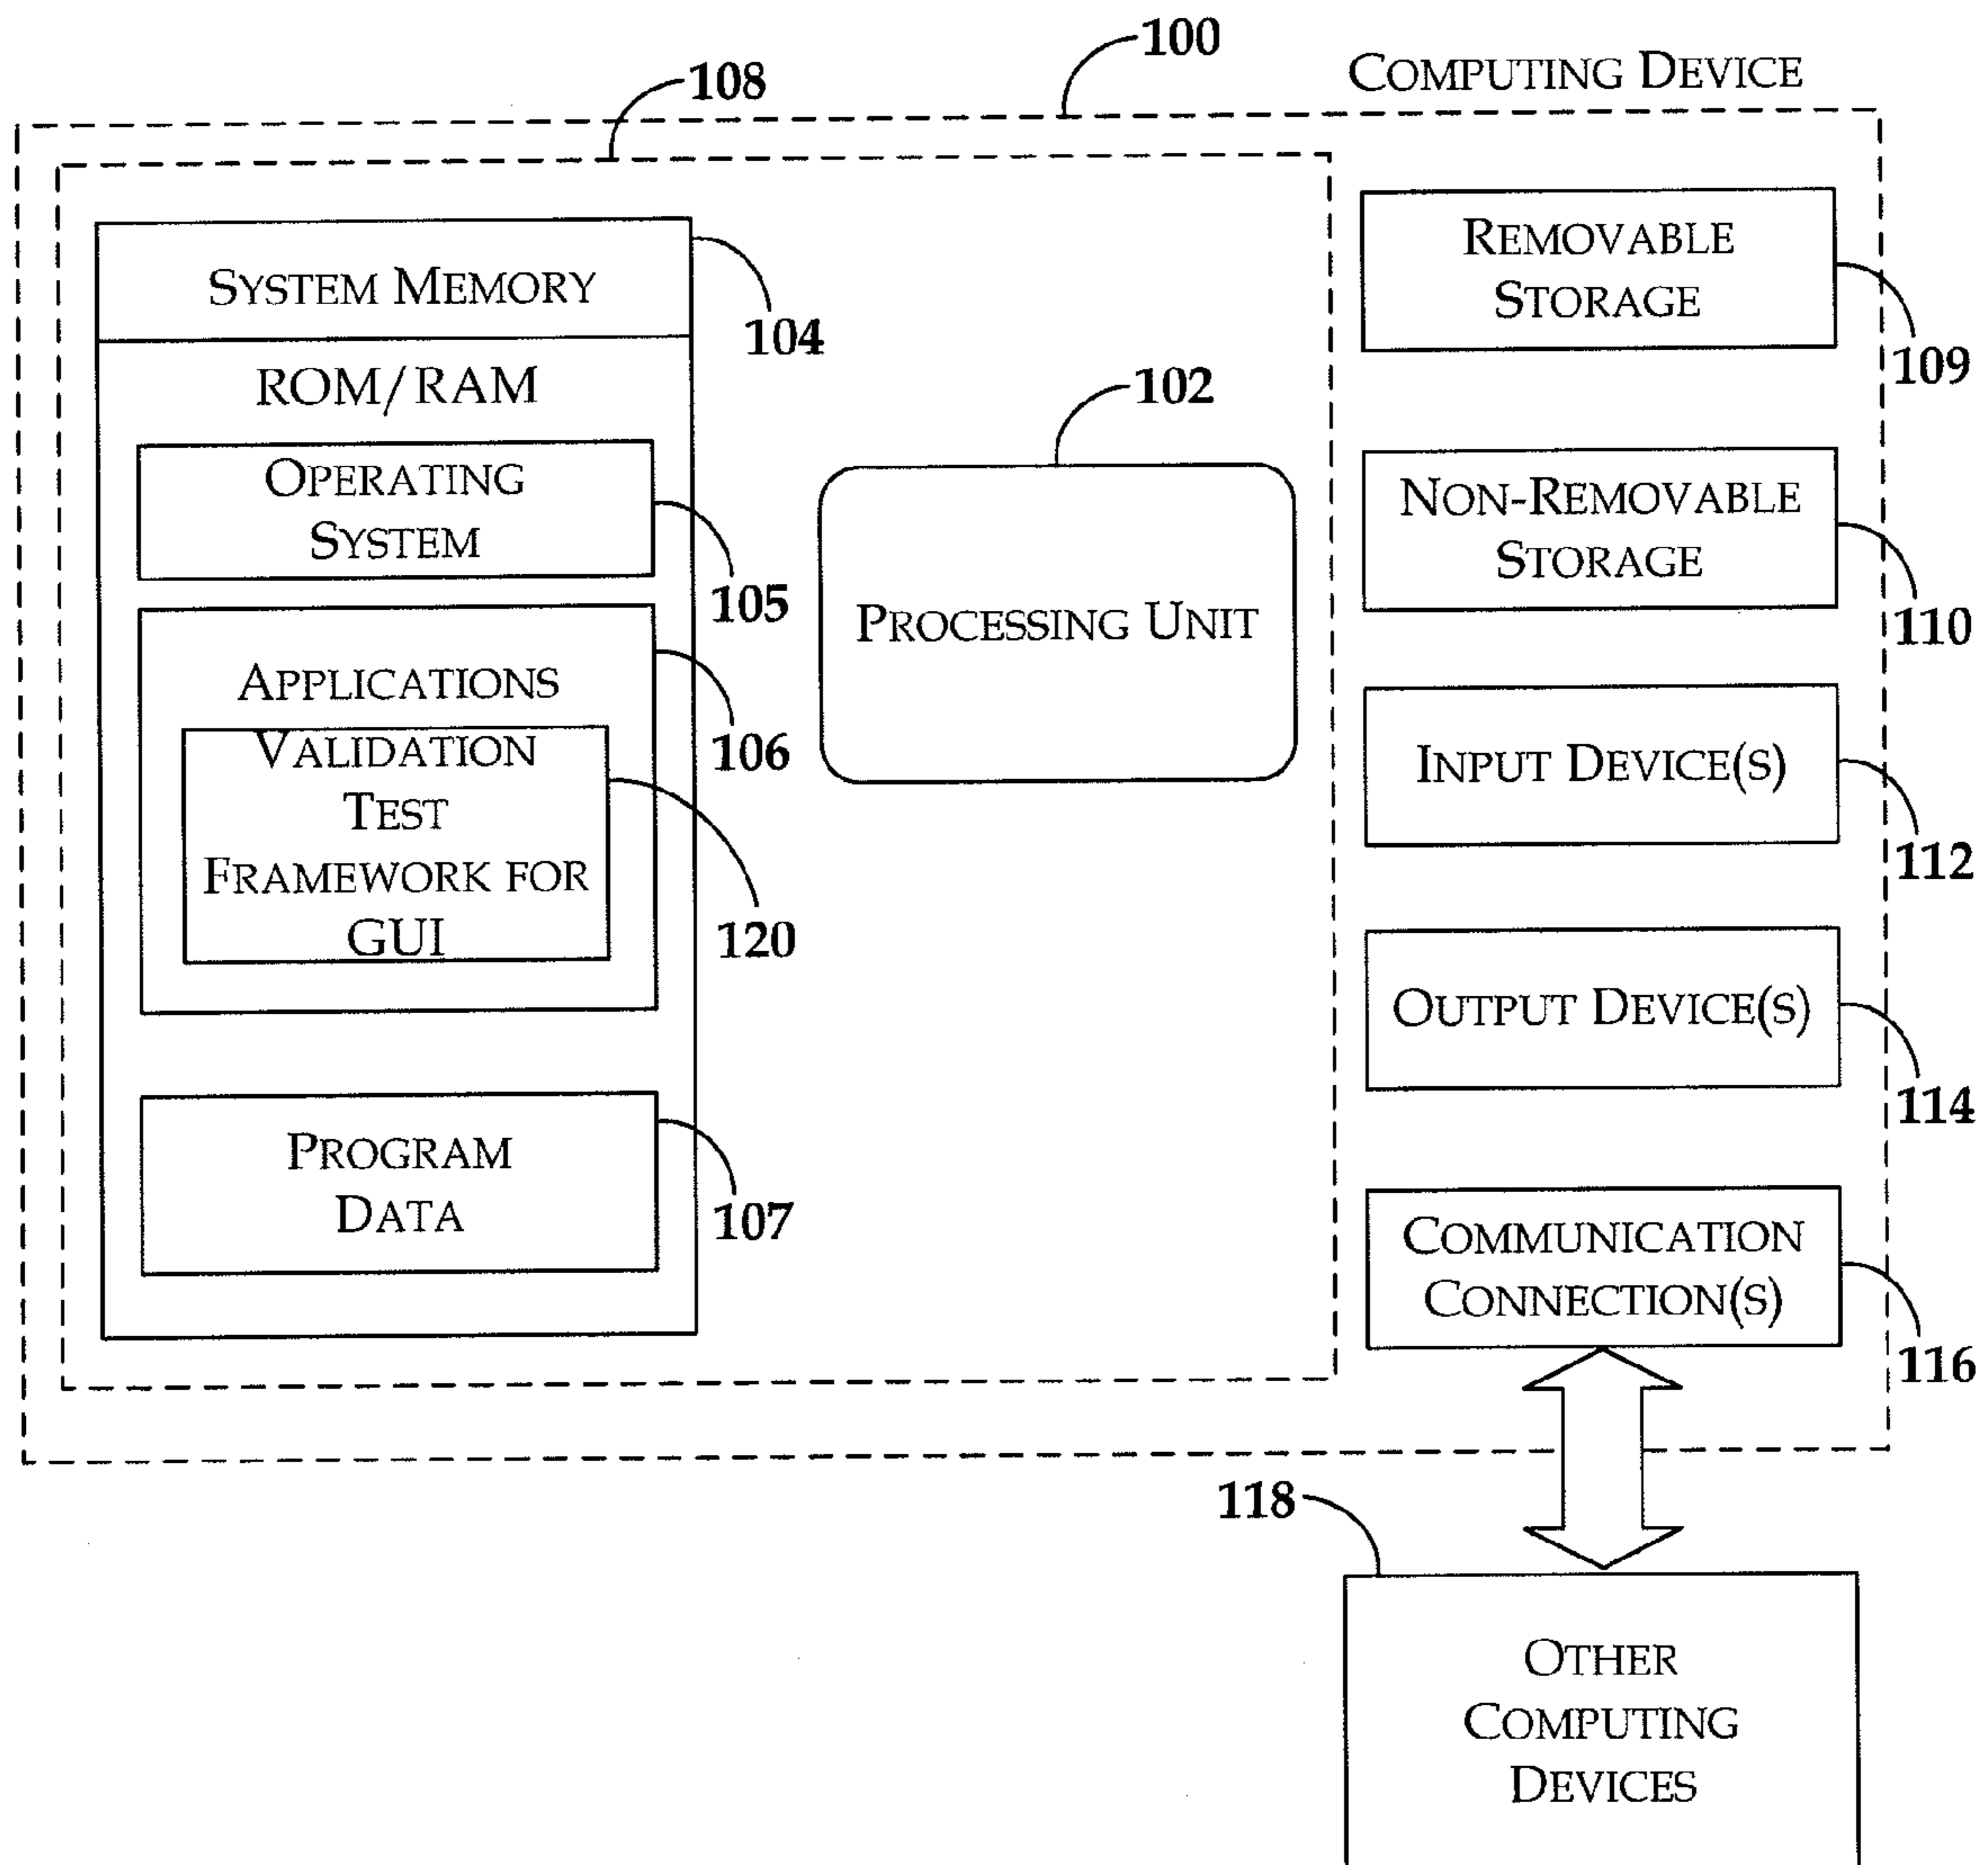 100
COMPUTING DEVICE
108
SYSTEM MEMORY
104
ROM/RAM
OPERATING
SYSTEM
105
APPLICATIONS
106
VALIDATION
TEST
FRAMEWORK FOR
GUI
120
PROGRAM
DATA
107
102
PROCESSING UNIT
REMOVABLE
STORAGE
109
NON-REMOVABLE
STORAGE
110
INPUT DEVICE(S)
112
OUTPUT DEVICE(S)
114
COMMUNICATION
CONNECTION(S)
116
118
OTHER
COMPUTING
DEVICES